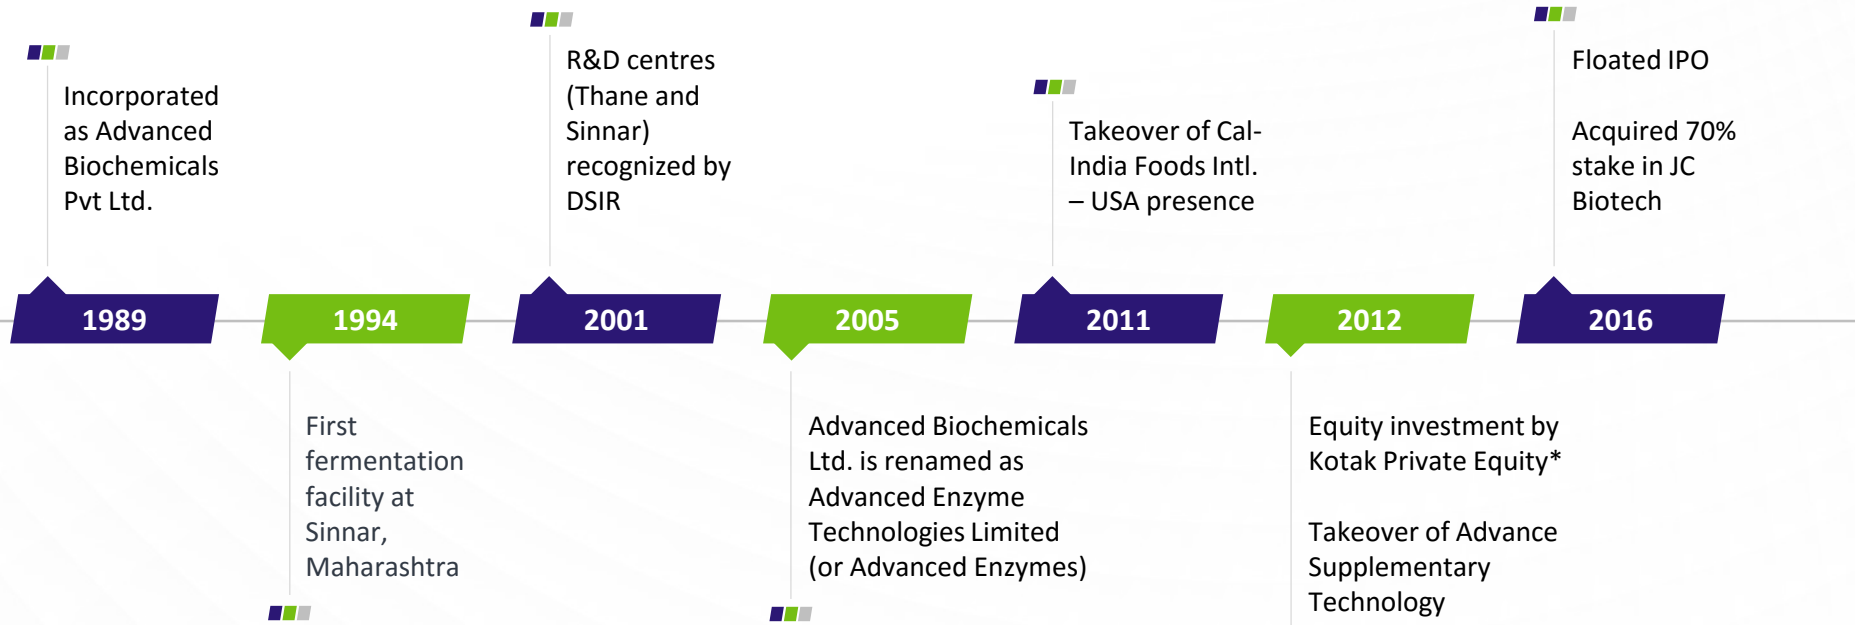 Incorporated
as Advanced
Biochemicals
Pvt Ltd.
R&D centres
(Thane and
Sinnar)
recognized by
DSIR
Takeover of Cal-
India Foods Intl.
– USA presence
Floated IPO
Acquired 70%
stake in JC
Biotech
1989
1994
2001
2005
2011
2012
2016
First
fermentation
facility at
Sinnar,
Maharashtra
Advanced Biochemicals
Ltd. is renamed as
Advanced Enzyme
Technologies Limited
(or Advanced Enzymes)
Equity investment by
Kotak Private Equity*
Takeover of Advance
Supplementary
Technology